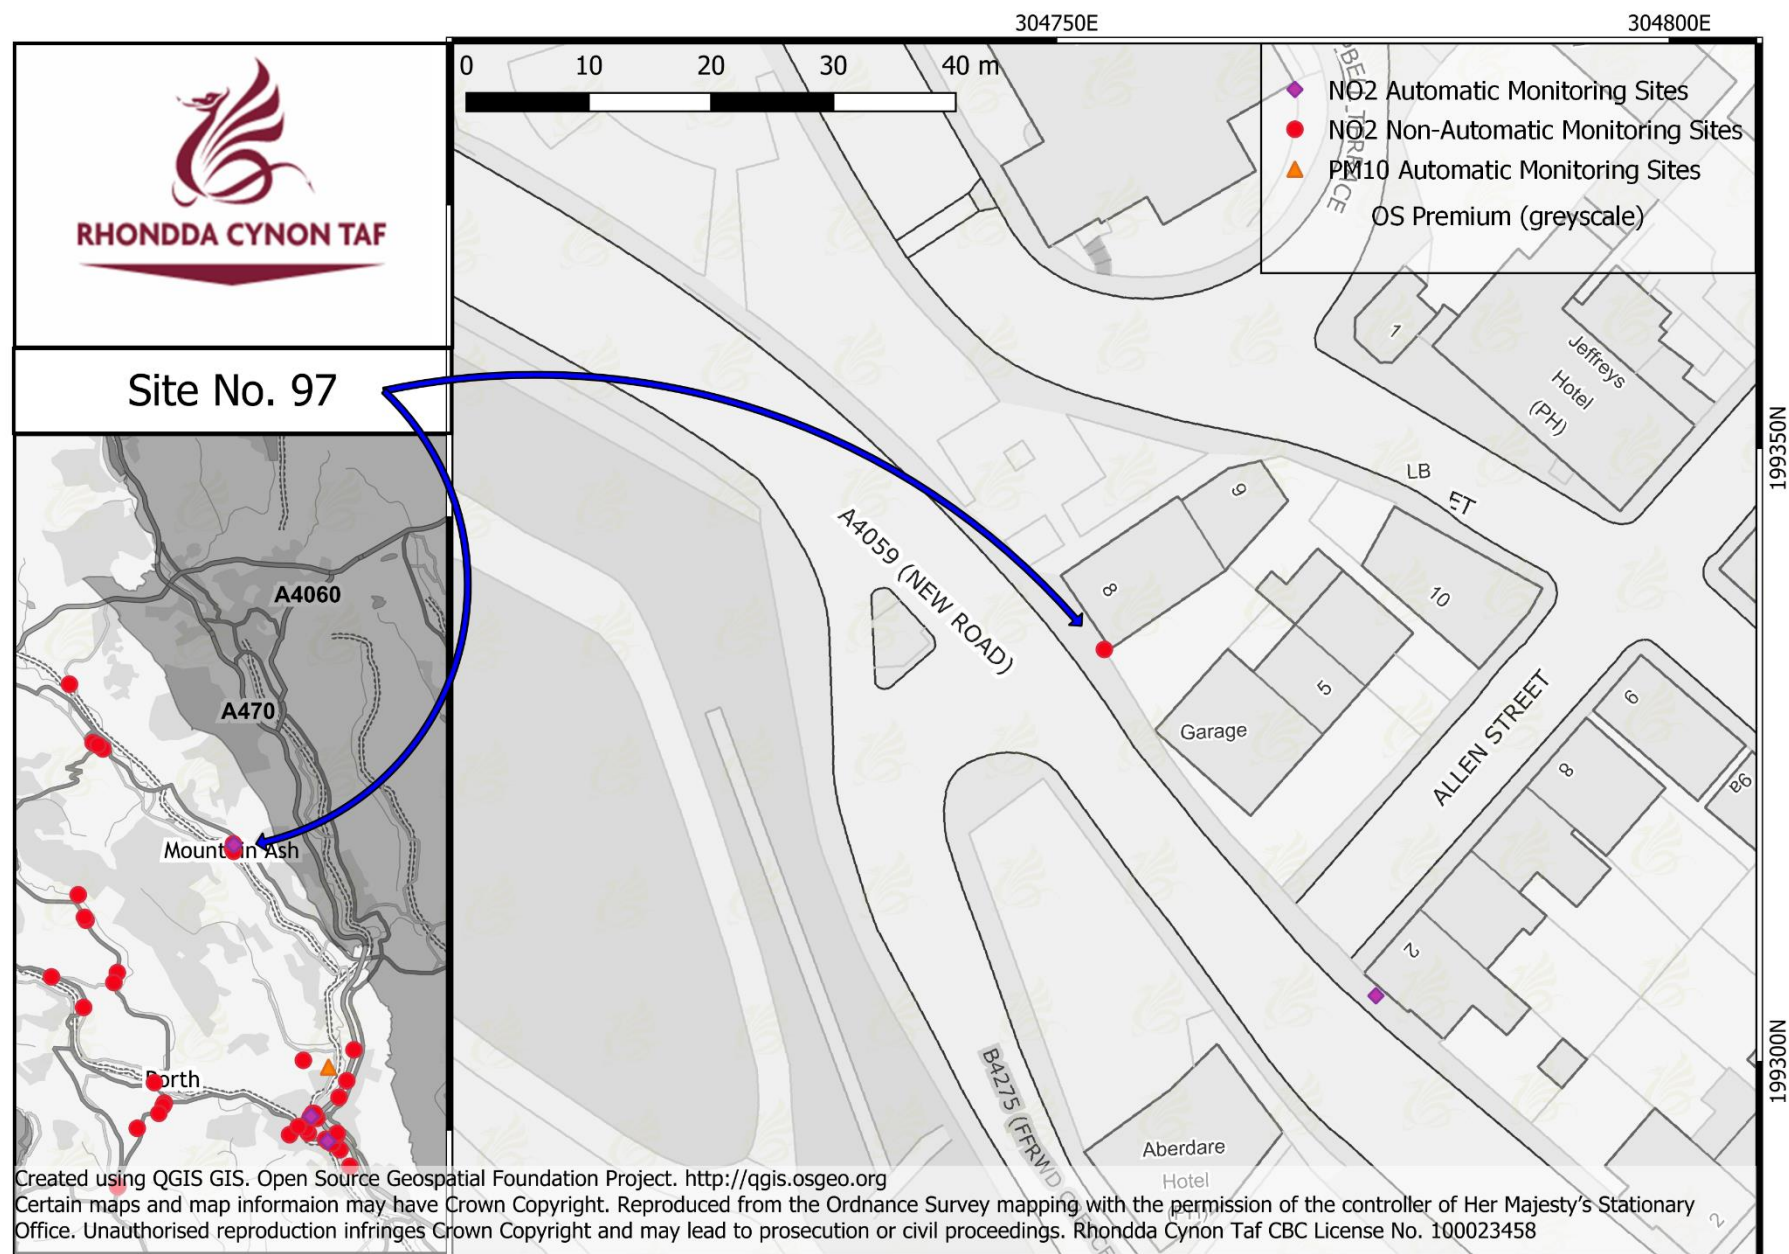 304750E
304800E
RHONDDA CYNON TAF
0 10 20 30 40 m
NO2 Automatic Monitoring Sites
NO2 Non-Automatic Monitoring Sites
PM10 Automatic Monitoring Sites
OS Premium (greyscale)
Site No. 97
1
Jeffreys
Hotel
(PH)
199350N
LB
ET
9
8
10
A4059 (NEW ROAD)
5
Garage
ALLEN STREET
9
8
9a
2
A4060
A470
Mountain Ash
Porth
199300N
B4275 (FFRWD
Aberdare
Hotel
2
Created using QGIS GIS. Open Source Geospatial Foundation Project. http://qgis.osgeo.org
Certain maps and map informaion may have Crown Copyright. Reproduced from the Ordnance Survey mapping with the permission of the controller of Her Majesty's Stationary
Office. Unauthorised reproduction infringes Crown Copyright and may lead to prosecution or civil proceedings. Rhondda Cynon Taf CBC License No. 100023458